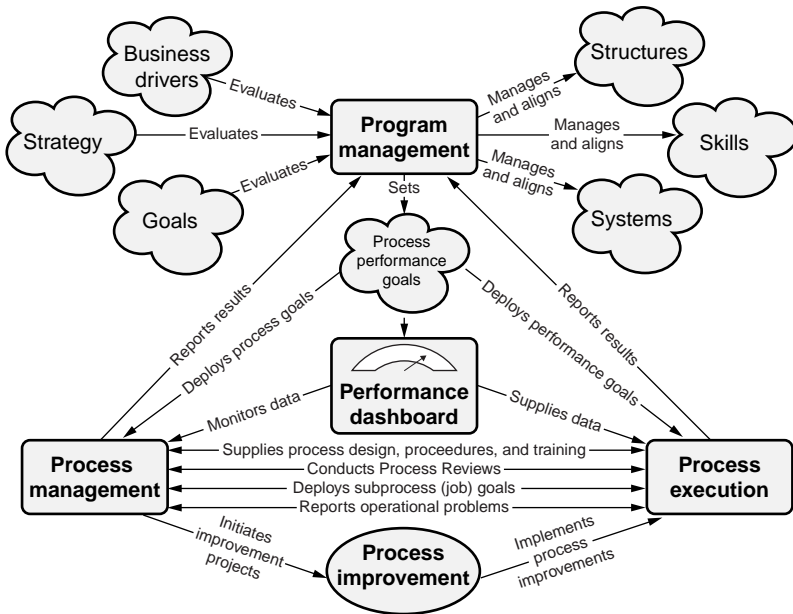 Business
drivers
Structures
Evaluates
Manages
and aligns
Strategy
Evaluates
Program
management
Manages
and aligns
Skills
Evaluates
Manages
and aligns
Goals
Sets
Systems
Process
performance
goals
Reports results
Deploys process goals
Deploys performance goals
Reports results
Performance
dashboard
Monitors data
Supplies data
Process
management
Supplies process design, proceedures, and training
Conducts Process Reviews
Deploys subprocess (job) goals
Reports operational problems
Process
execution
Initiates
improvement
projects
Process
improvement
Implements
process
improvements